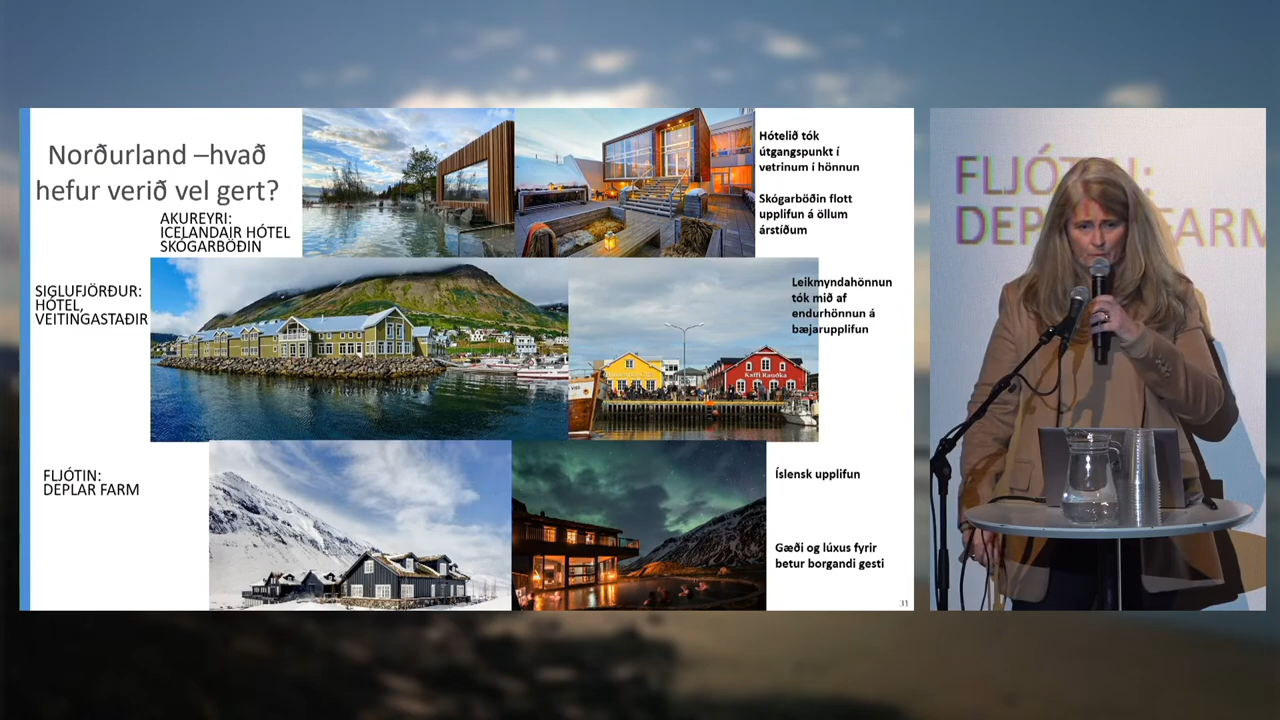 Norðurland –hvað
hefur verið vel gert?
AKUREYRI:
ICELANDAIR HÓTEL
SKÓGARBÖÐIN
Hótelið tók
útgangspunkt í
vetrinum í hönnun
Skógarböðin flott
upplifun á öllum
árstíðum
SIGLUFJÖRÐUR:
HÓTEL,
VEITINGASTAÐIR
Leikmyndahönnun
tók mið af
endurhönnun á
bæjarupplifun
Kaffi Rauðka
FLJÓTIN:
DEPLAR FARM
Íslensk upplifun
Gæði og lúxus fyrir
betur borgandi gesti
31
FLJÓTIN:
DEPLAR FARM